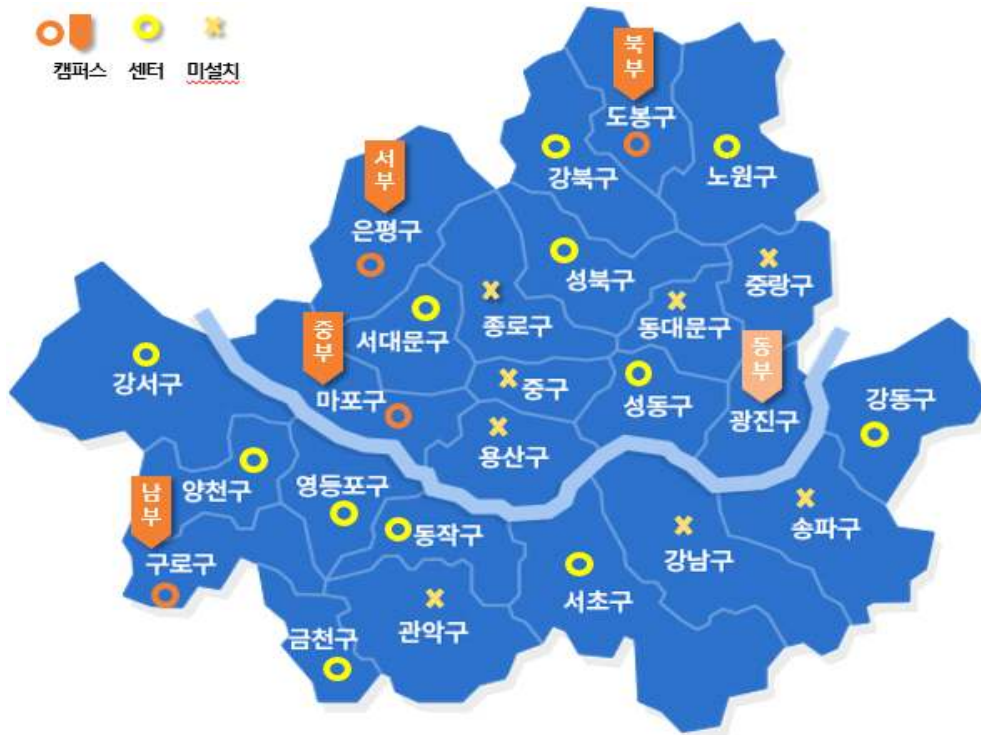 캠퍼스 센터 미설치
북부
도봉구
강북구
노원구
서부
은평구
성북구
중랑구
서대문구
종로구
동대문구
중부
동부
강서구
마포구
중구
성동구
광진구
강동구
용산구
양천구
영등포구
남부
동작구
송파구
구로구
강남구
서초구
금천구
관악구